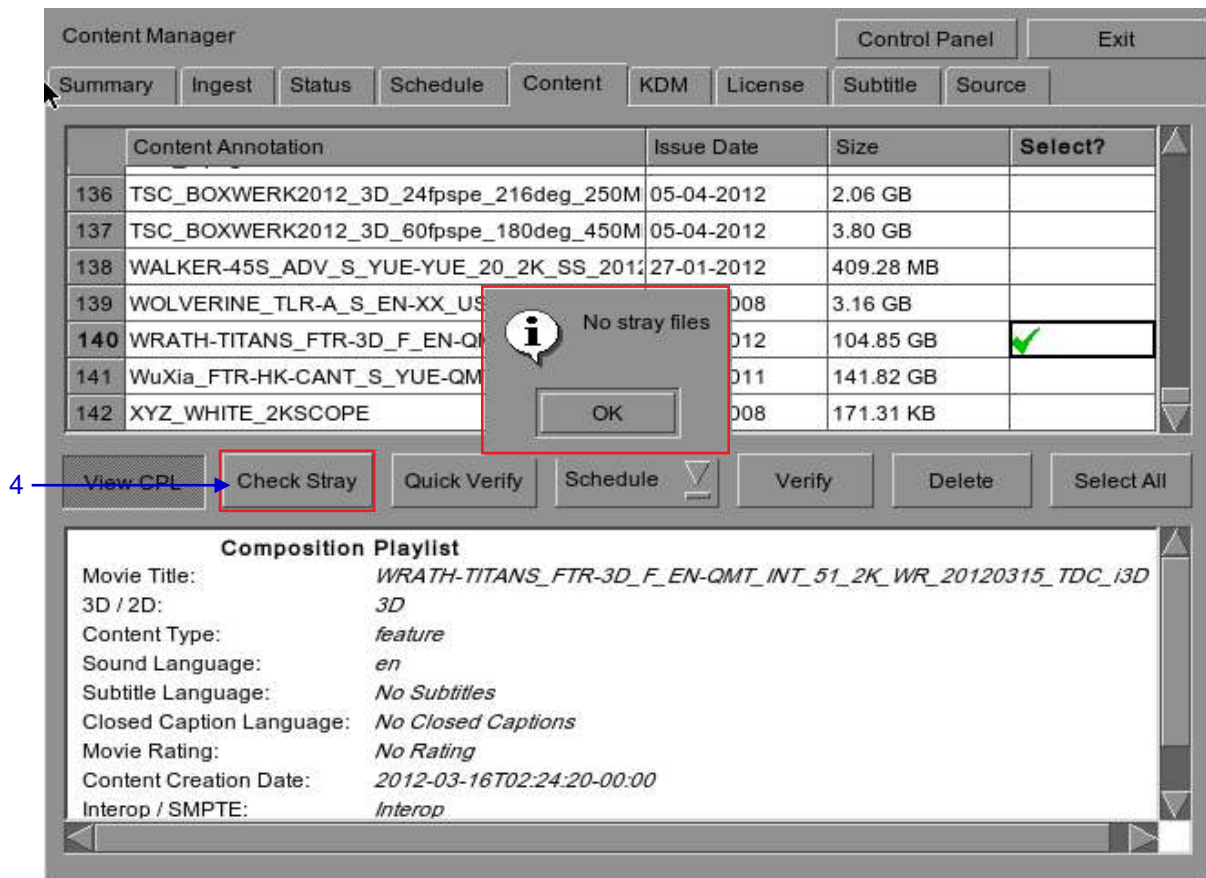 Content Manager Control Panel Exit
Summary Ingest Status Schedule Content KDM License Subtitle Source
Content Annotation Issue Date Size Select?
136 TSC_BOXWERK2012_3D_24fpspe_216deg_250M 05-04-2012 2.06 GB
137 TSC_BOXWERK2012_3D_60fpspe_180deg_450M 05-04-2012 3.80 GB
138 WALKER-45S_ADV_S_YUE-YUE_20_2K_SS_2012 27-01-2012 409.28 MB
139 WOLVERINE_TLR-A_S_EN-XX_US 008 3.16 GB
140 WRATH-TITANS_FTR-3D_F_EN-QM 012 104.85 GB
141 WuXia_FTR-HK-CANT_S_YUE-QM 011 141.82 GB
142 XYZ_WHITE_2KSCOPE 008 171.31 KB
No stray files
OK
4 View CPL Check Stray Quick Verify Schedule Verify Delete Select All
Composition Playlist
Movie Title: WRATH-TITANS_FTR-3D_F_EN-QMT_INT_51_2K_WR_20120315_TDC_i3D
3D / 2D: 3D
Content Type: feature
Sound Language: en
Subtitle Language: No Subtitles
Closed Caption Language: No Closed Captions
Movie Rating: No Rating
Content Creation Date: 2012-03-16T02:24:20-00:00
Interop / SMPTE: Interop